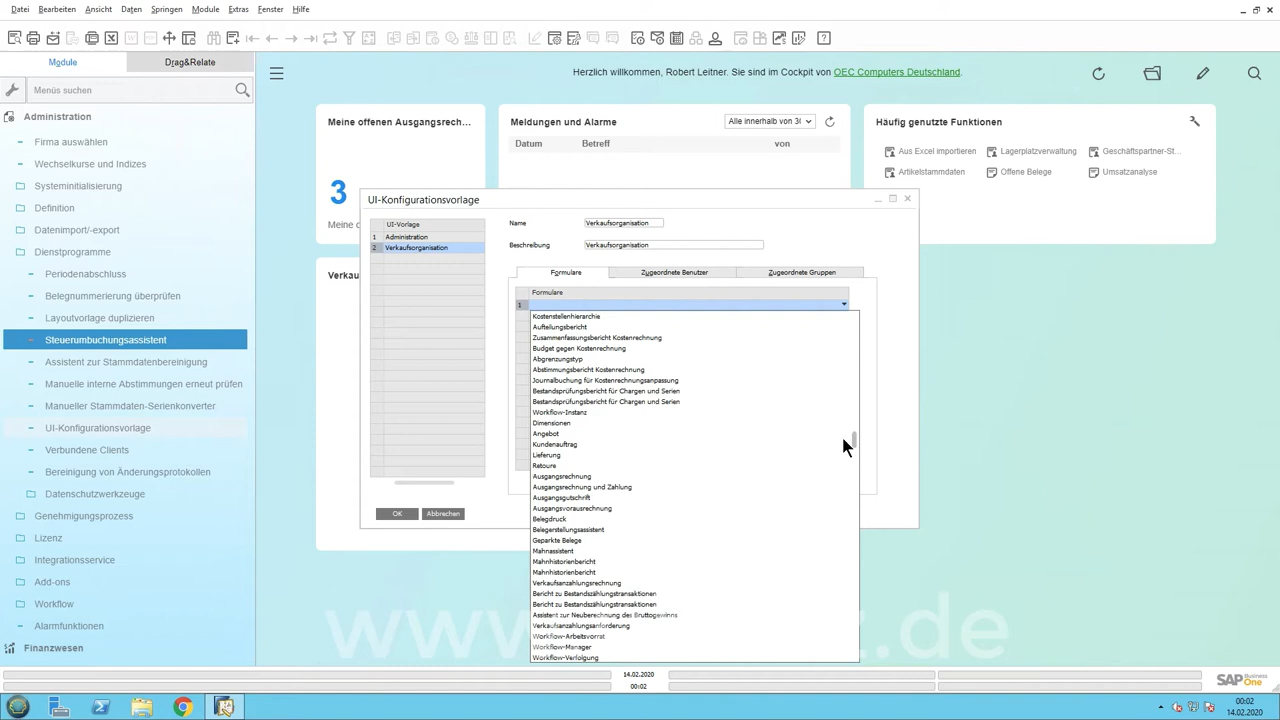 Datei Bearbeiten Ansicht Daten Springen Module Extras Fenster Hilfe
Module Drag&Relate
Herzlich willkommen, Robert Leitner. Sie sind im Cockpit von OEC Computers Deutschland.
Menüs suchen
Administration
Firma auswählen
Wechselkurse und Indizes
Systeminitialisierung
Definition
Datenimport/-export
Dienstprogramme
Periodenabschluss
Belegnummerierung überprüfen
Layoutvorlage duplizieren
Steuerumbuchungsassistent
Assistent zur Stammdatenbereinigung
Manuelle interne Abstimmungen erneut prüfen
Manueller Stammdaten-Serienkonverter
UI-Konfigurationsvorlage
Verbundene Clients
Bereinigung von Änderungsprotokollen
Datenschutzwerkzeuge
Genehmigungsprozess
Lizenz
Integrationsservice
Add-ons
Workflow
Alarmfunktionen
Finanzwesen
Meine offenen Ausgangsrech...
3
Meine o
Verkau
Meldungen und Alarme
Alle innerhalb von 30
Datum Betreff von
Häufig genutzte Funktionen
Aus Excel importieren Lagerplatzverwaltung Geschäftspartner-St...
Artikelstammdaten Offene Belege Umsatzanalyse
UI-Konfigurationsvorlage
UI-Vorlage
1 Administration
2 Verkaufsorganisation
Name Verkaufsorganisation
Beschreibung Verkaufsorganisation
Formulare Zugeordnete Benutzer Zugeordnete Gruppen
Formulare
1
Kostenstellenhierarchie
Aufteilungsbericht
Zusammenfassungsbericht Kostenrechnung
Budget gegen Kostenrechnung
Abgrenzungstyp
Abstimmungsbericht Kostenrechnung
Journalbuchung für Kostenrechnungsanpassung
Bestandsprüfungsbericht für Chargen und Serien
Bestandsprüfungsbericht für Chargen und Serien
Workflow-Instanz
Dimensionen
Angebot
Kundenauftrag
Lieferung
Retoure
Ausgangsrechnung
Ausgangsrechnung und Zahlung
Ausgangsgutschrift
Ausgangsvorausrechnung
Belegdruck
Belegerstellungsassistent
Geparkte Belege
Mahnassistent
Mahnhistorienbericht
Mahnhistorienbericht
Verkaufsanzahlungsrechnung
Bericht zu Bestandszählungstransaktionen
Bericht zu Bestandszählungstransaktionen
Assistent zur Neuberechnung des Bruttogewinns
Verkaufsanzahlungsanforderung
Workflow-Arbeitsvorrat
Workflow-Manager
Workflow-Verfolgung
OK Abbrechen
14.02.2020
00:02
SAP Business One
00:02
14.02.2020